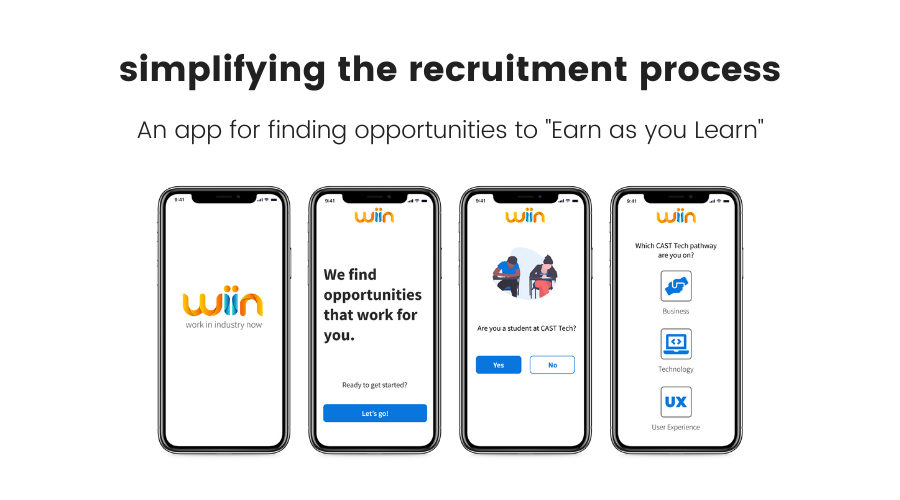 simplifying the recruitment process
An app for finding opportunities to "Earn as you Learn"
9:41
wiin
work in industry now
9:41
wiin
We find
opportunities
that work for
you.
Ready to get started?
Let's go!
9:41
wiin
Are you a student at CAST Tech?
Yes
No
9:41
wiin
Which CAST Tech pathway
are you on?
Business
Technology
UX
User Experience